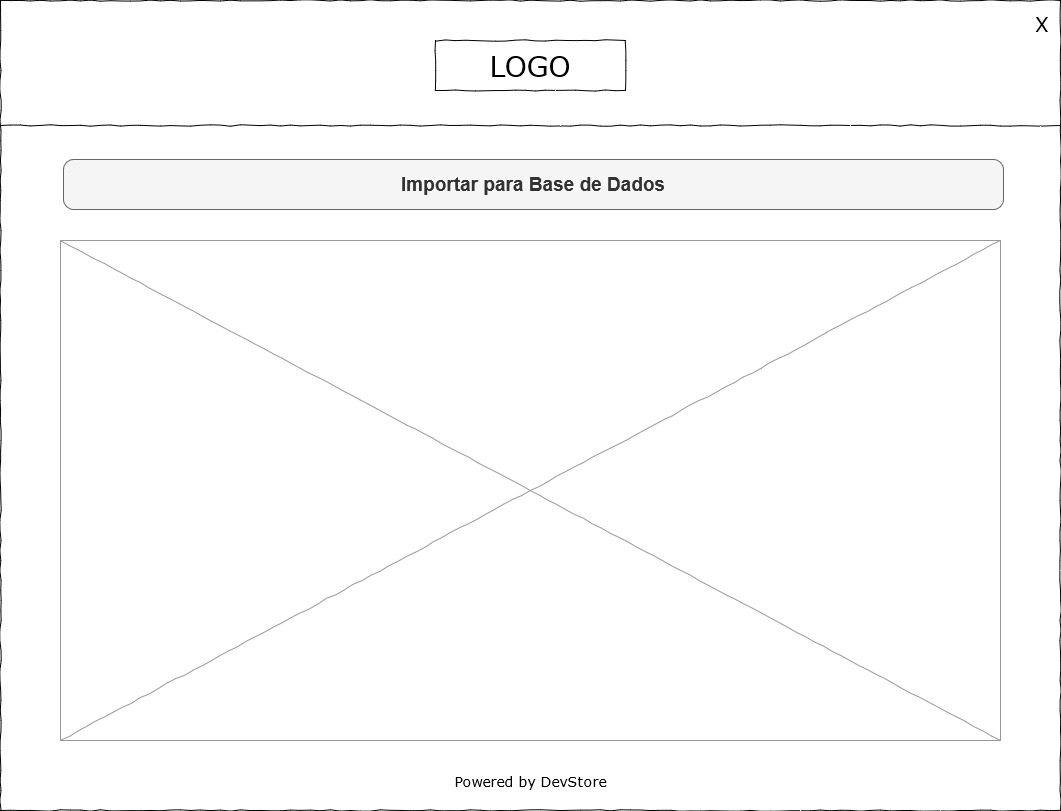 X
LOGO
Importar para Base de Dados
Powered by DevStore